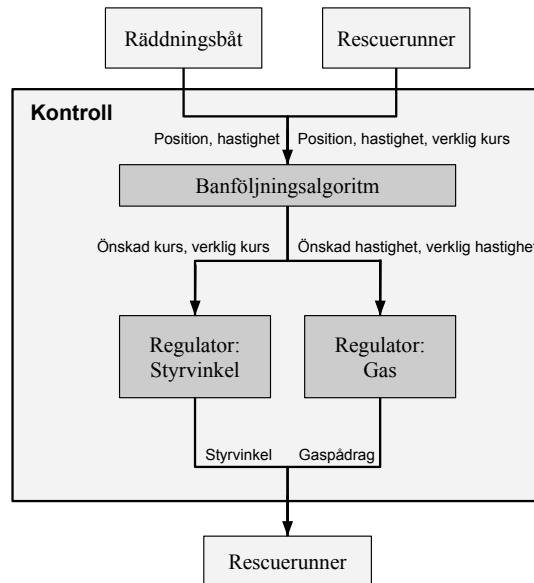 Räddningsbåt
Rescuerunner
Kontroll
Position, hastighet
Position, hastighet, verklig kurs
Banföljningsalgoritm
Önskad kurs, verklig kurs
Önskad hastighet, verklig hastighet
Regulator:
Styrvinkel
Regulator:
Gas
Styrvinkel
Gaspådrag
Rescuerunner